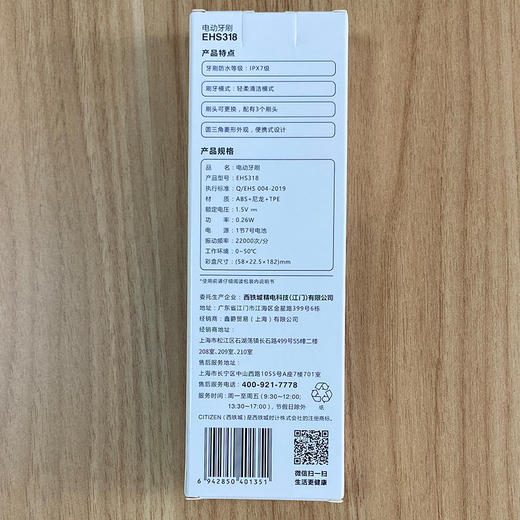 电动牙刷
EHS318
产品特点
牙刷防水等级：IPX7级
刷牙模式：轻柔清洁模式
刷头可更换，配有3个刷头
圆三角菱形外观，便携式设计
产品规格
品　　名：电动牙刷
产品型号：EHS318
执行标准：Q/EHS 004-2019
材　　质：ABS+尼龙+TPE
额定电压：1.5V⎓
功　　率：0.26W
电　　源：1节7号电池
振动频率：22000次/分
工作环境：0~50℃
彩盒尺寸：(58×22.5×182)mm
*使用前请仔细阅读包装内说明书
委托生产企业：西铁城精电科技(江门)有限公司
地址：广东省江门市江海区金星路399号6栋
经销商：鑫爵贸易（上海）有限公司
经销商地址：
上海市松江区石湖荡镇长石路499号55幢二楼
208室、209室、210室
售后服务地址：
上海市长宁区中山西路1055号A座7楼701室
售后服务电话：400-921-7778
服务时间：周一至周五（9:30~12:00；
13:30~17:00），节假日除外
纸
CITIZEN (西铁城)是西铁城时计株式会社的注册商标。
6 942850 401351
微信扫一扫
生活更健康